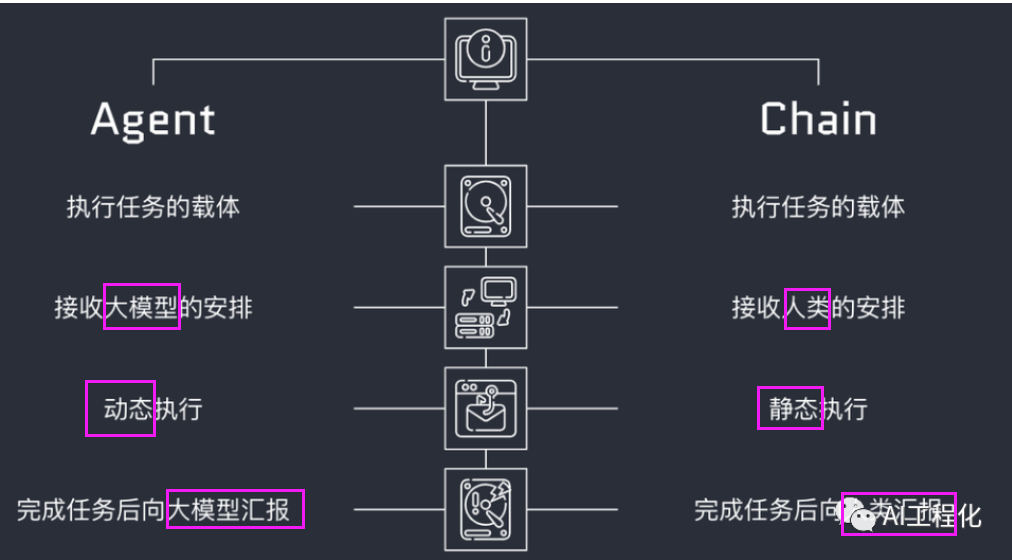 Agent
Chain
执行任务的载体
执行任务的载体
接收大模型的安排
接收人类的安排
动态执行
静态执行
完成任务后向大模型汇报
完成任务后向 类汇报
AI工程化